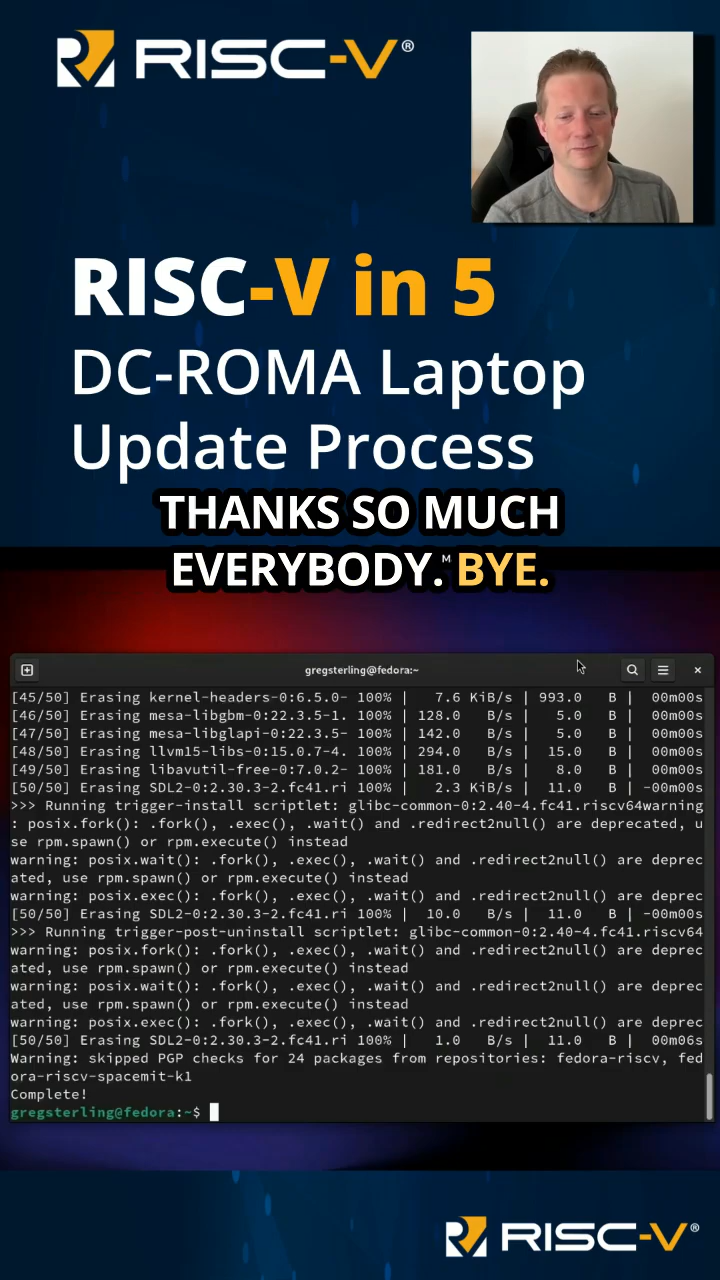 RISC-V®
RISC-V in 5
DC-ROMA Laptop
Update Process
THANKS SO MUCH
EVERYBODY. BYE.
gregsterling@fedora:~
[45/50] Erasing kernel-headers-0:6.5.0- 100% |   7.6 KiB/s | 993.0   B |  00m00s
[46/50] Erasing mesa-libgbm-0:22.3.5-1. 100% | 128.0   B/s |   5.0   B |  00m00s
[47/50] Erasing mesa-libglapi-0:22.3.5- 100% | 142.0   B/s |   5.0   B |  00m00s
[48/50] Erasing llvm15-libs-0:15.0.7-4. 100% | 294.0   B/s |  15.0   B |  00m00s
[49/50] Erasing libavutil-free-0:7.0.2- 100% | 181.0   B/s |   8.0   B |  00m00s
[50/50] Erasing SDL2-0:2.30.3-2.fc41.ri 100% |   2.3 KiB/s |  11.0   B | -00m00s
>>> Running trigger-install scriptlet: glibc-common-0:2.40-4.fc41.riscv64warning
: posix.fork(): .fork(), .exec(), .wait() and .redirect2null() are deprecated, u
se rpm.spawn() or rpm.execute() instead
warning: posix.wait(): .fork(), .exec(), .wait() and .redirect2null() are deprec
ated, use rpm.spawn() or rpm.execute() instead
warning: posix.exec(): .fork(), .exec(), .wait() and .redirect2null() are deprec
[50/50] Erasing SDL2-0:2.30.3-2.fc41.ri 100% |  10.0   B/s |  11.0   B | -00m00s
>>> Running trigger-post-uninstall scriptlet: glibc-common-0:2.40-4.fc41.riscv64
warning: posix.fork(): .fork(), .exec(), .wait() and .redirect2null() are deprec
ated, use rpm.spawn() or rpm.execute() instead
warning: posix.wait(): .fork(), .exec(), .wait() and .redirect2null() are deprec
ated, use rpm.spawn() or rpm.execute() instead
warning: posix.exec(): .fork(), .exec(), .wait() and .redirect2null() are deprec
[50/50] Erasing SDL2-0:2.30.3-2.fc41.ri 100% |   1.0   B/s |  11.0   B |  00m06s
Warning: skipped PGP checks for 24 packages from repositories: fedora-riscv, fed
ora-riscv-spacemit-k1
Complete!
gregsterling@fedora:~$
RISC-V®